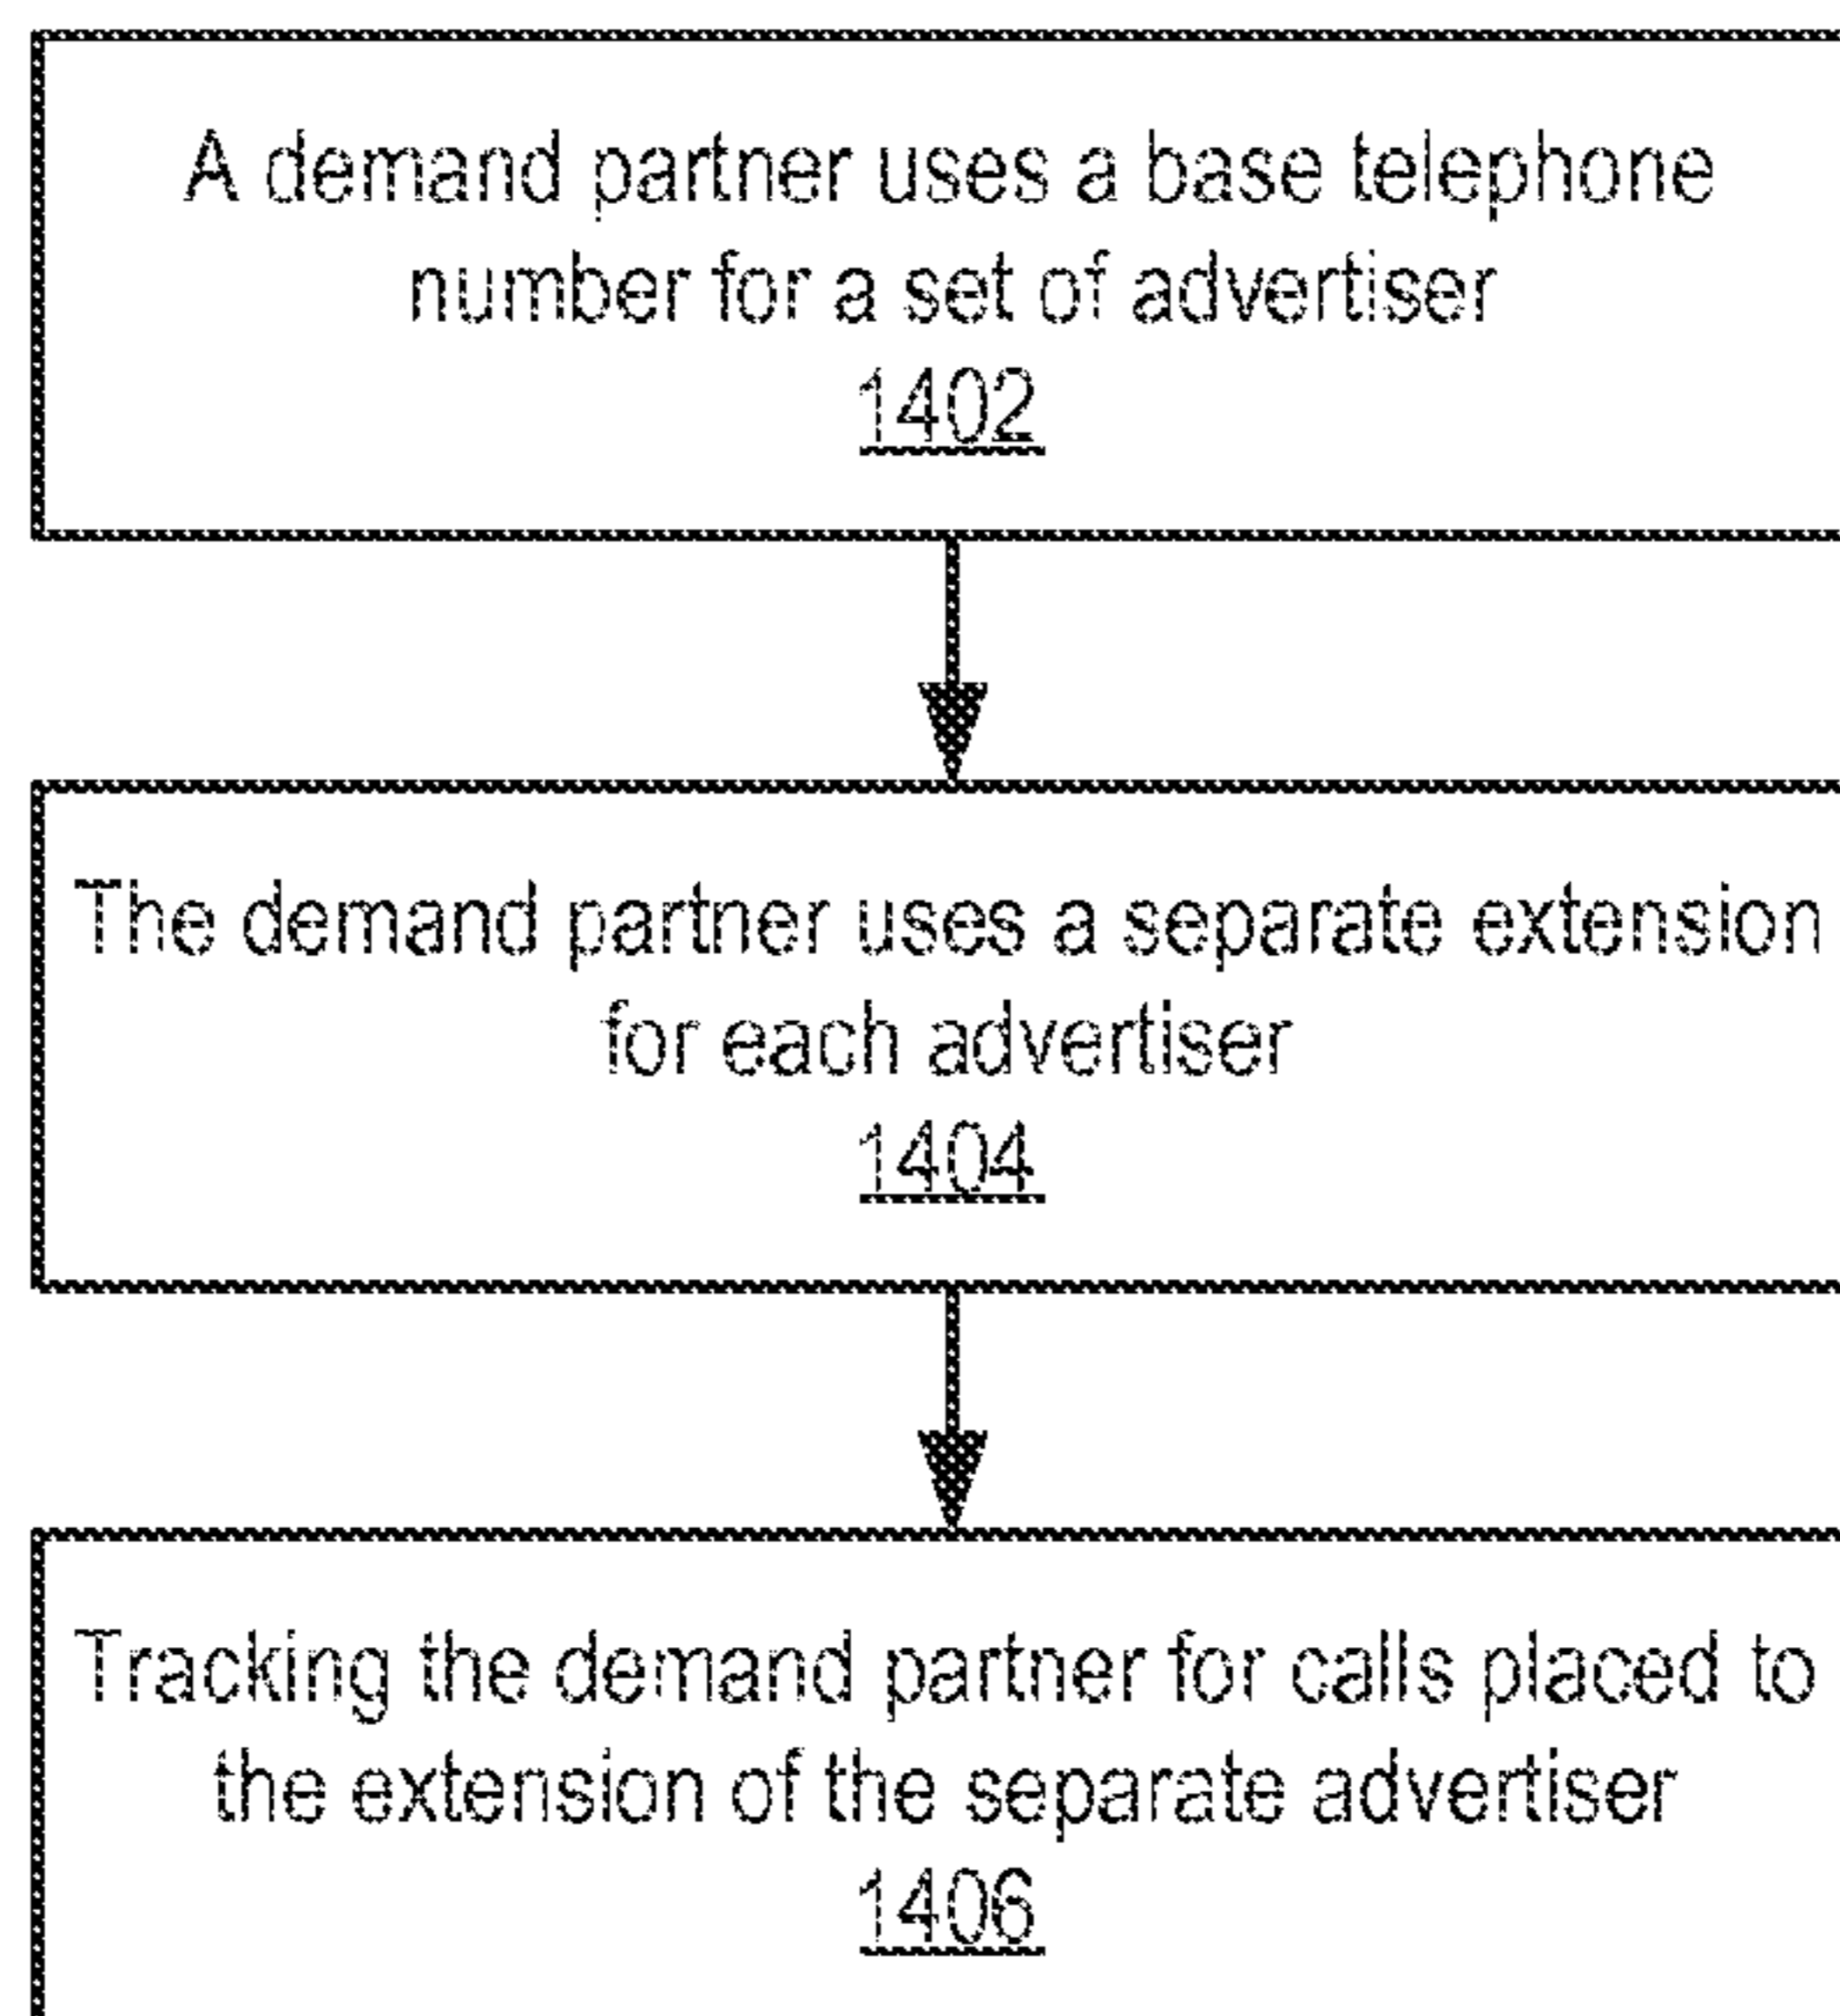 A demand partner uses a base telephone
number for a set of advertiser
1402
The demand partner uses a separate extension
for each advertiser
1404
Tracking the demand partner for calls placed to
the extension of the separate advertiser
1406